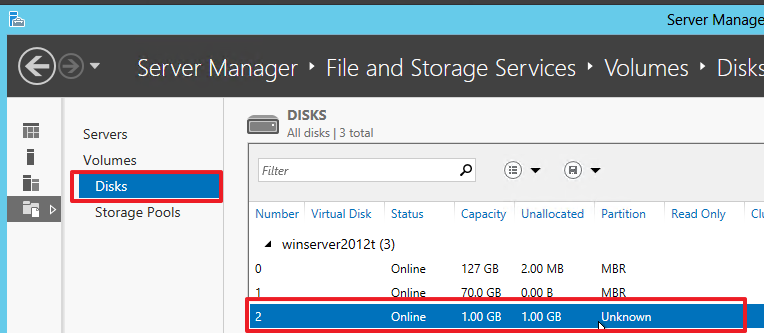 Server Manage
Server Manager ‣ File and Storage Services ‣ Volumes ‣ Disks
Servers
Volumes
Disks
Storage Pools
DISKS
All disks | 3 total
Filter
Number Virtual Disk Status Capacity Unallocated Partition Read Only Clu
winserver2012t (3)
0 Online 127 GB 2.00 MB MBR
1 Online 70.0 GB 0.00 B MBR
2 Online 1.00 GB 1.00 GB Unknown